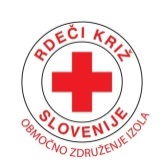 RDEČI KRIŽ
SLOVENIJE
OBMOČNO ZDRUŽENJE IZOLA